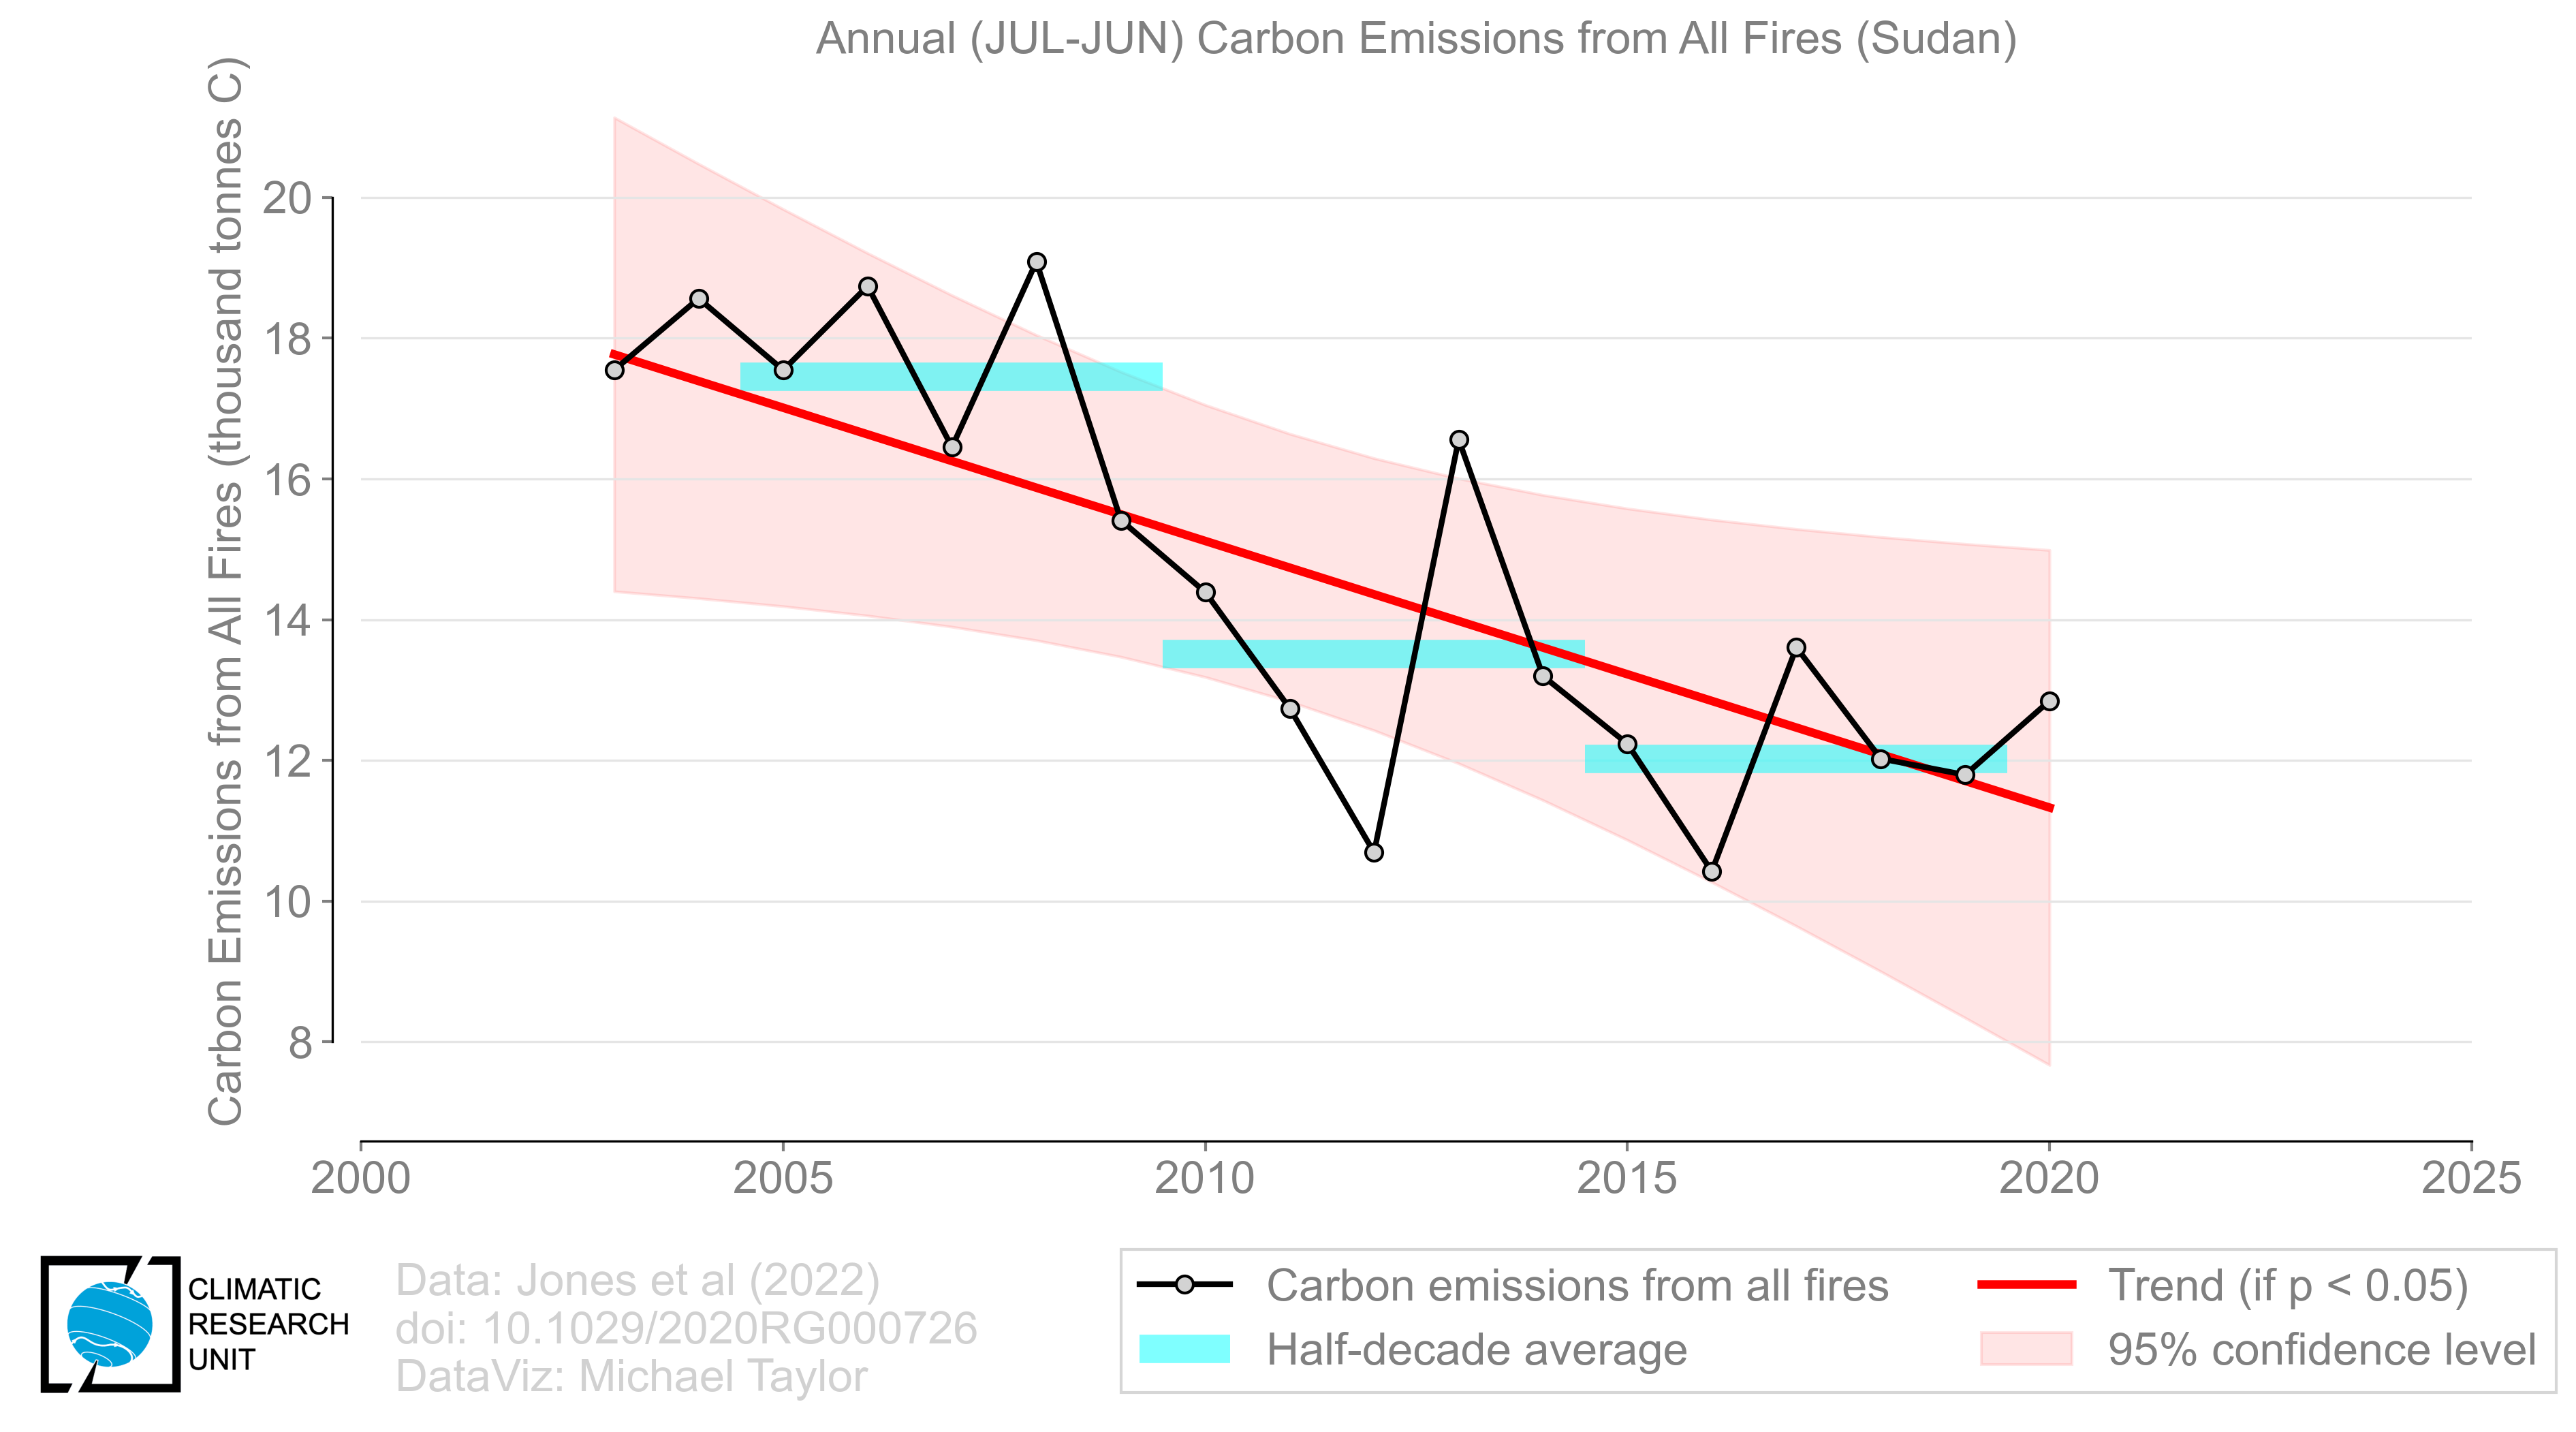 Annual (JUL-JUN) Carbon Emissions from All Fires (Sudan)
Carbon Emissions from All Fires (thousand tonnes C)
20
18
16
14
12
10
8
2000 2005 2010 2015 2020 2025
CLIMATIC
RESEARCH
UNIT
Data: Jones et al (2022)
doi: 10.1029/2020RG000726
DataViz: Michael Taylor
Carbon emissions from all fires
Half-decade average
Trend (if p < 0.05)
95% confidence level